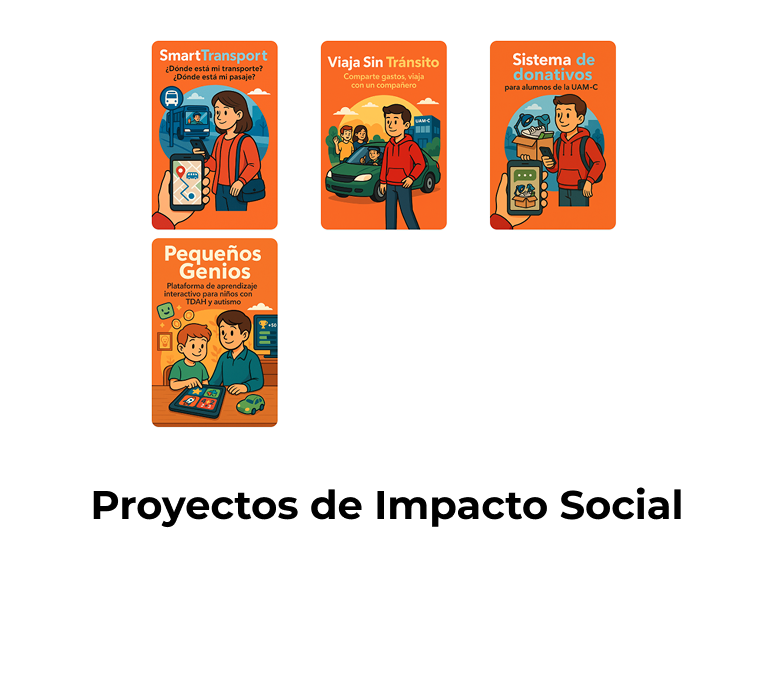 SmartTransport
¿Dónde está mi transporte?
¿Dónde está mi pasaje?
Viaja Sin Tránsito
Comparte gastos, viaja
con un compañero
UAM-C
Sistema de
donativos
para alumnos de la UAM-C
Pequeños
Genios
Plataforma de aprendizaje
interactivo para niños con
TDAH y autismo
+50
Proyectos de Impacto Social